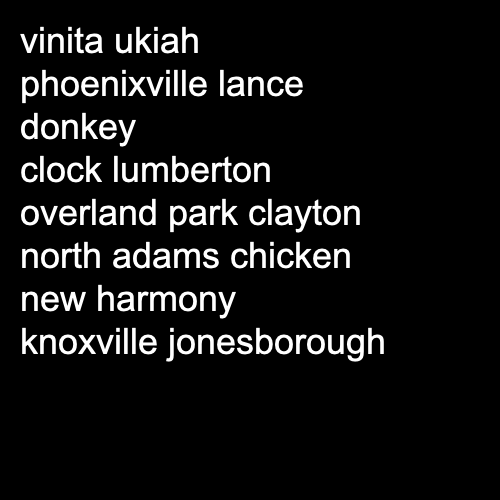 vinita ukiah
phoenixville lance
donkey
clock lumberton
overland park clayton
north adams chicken
new harmony
knoxville jonesborough